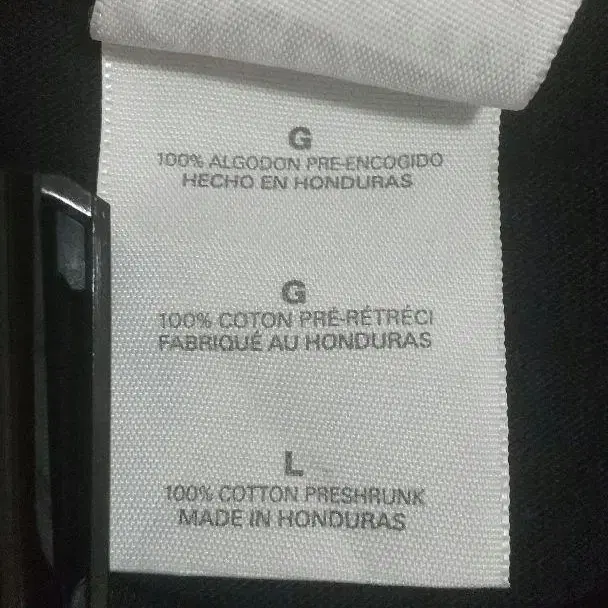 G
100% ALGODON PRE-ENCOGIDO
HECHO EN HONDURAS
G
100% COTON PRÉ-RÉTRÉCI
FABRIQUÉ AU HONDURAS
L
100% COTTON PRESHRUNK
MADE IN HONDURAS